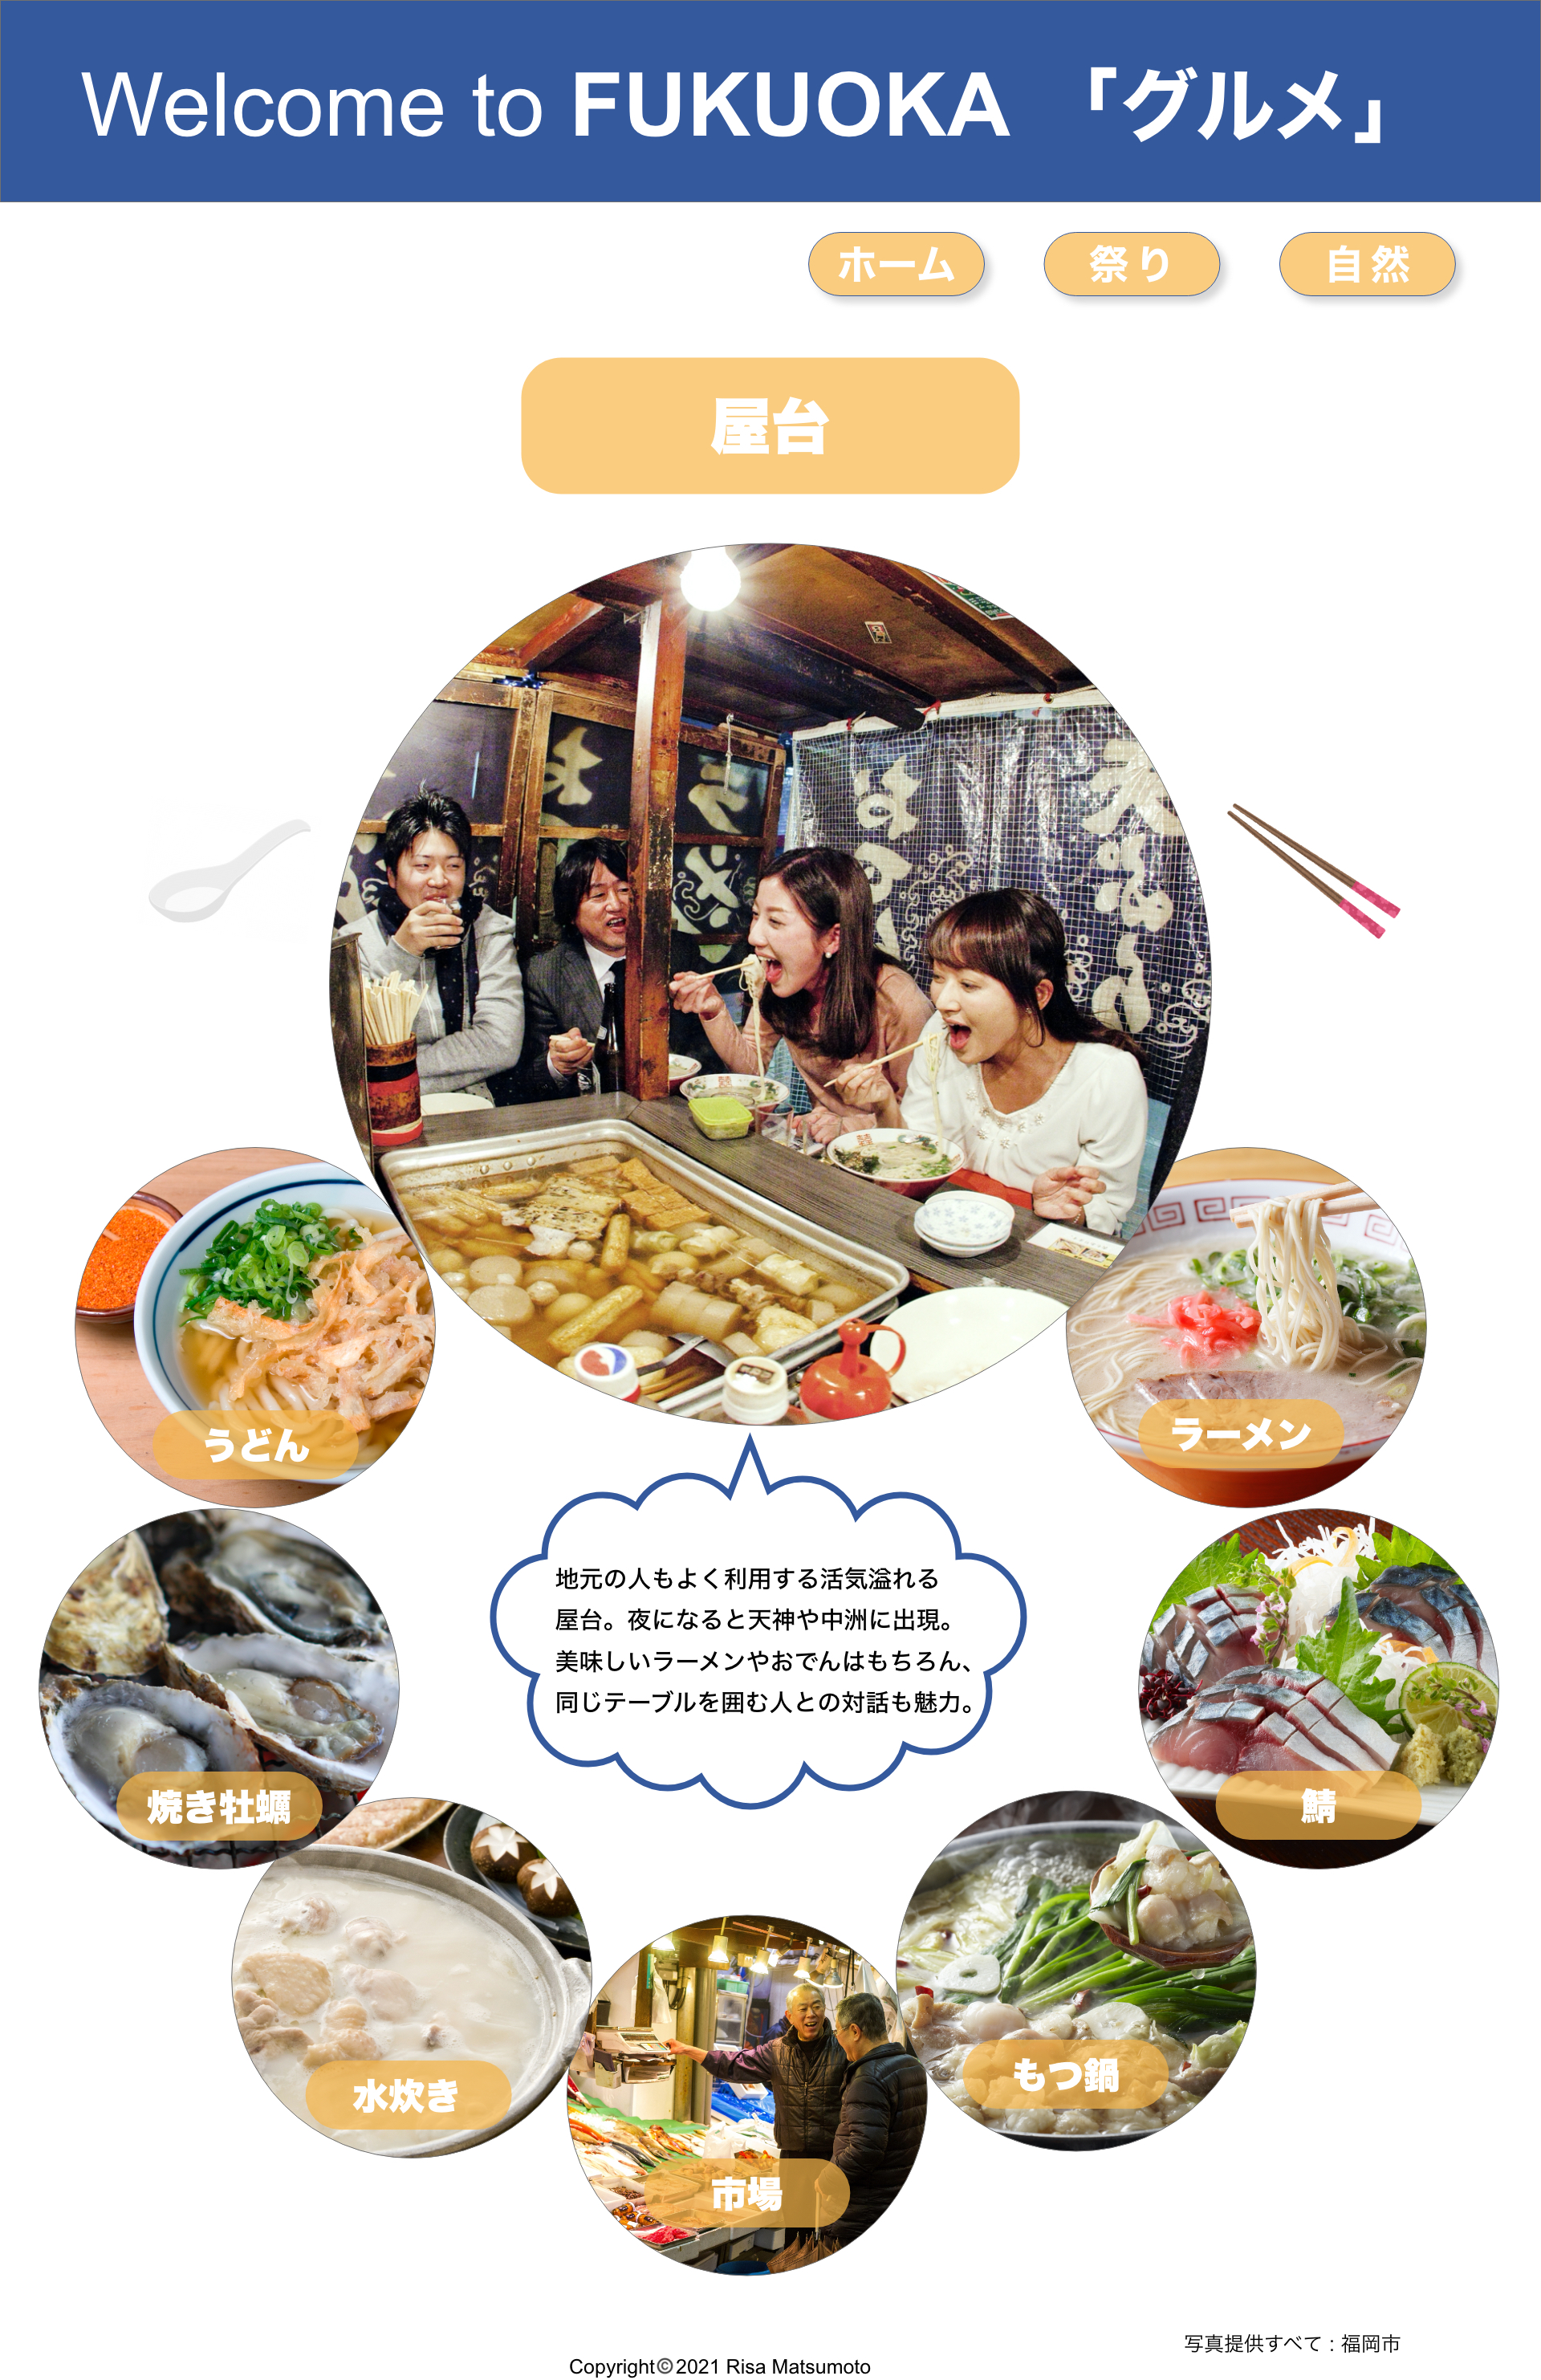 Welcome to FUKUOKA 「グルメ」
ホーム
祭り
自然
屋台
うどん
ラーメン
地元の人もよく利用する活気溢れる
屋台。夜になると天神や中洲に出現。
美味しいラーメンやおでんはもちろん、
同じテーブルを囲む人との対話も魅力。
焼き牡蠣
鯖
水炊き
もつ鍋
市場
写真提供すべて：福岡市
Copyright©2021 Risa Matsumoto